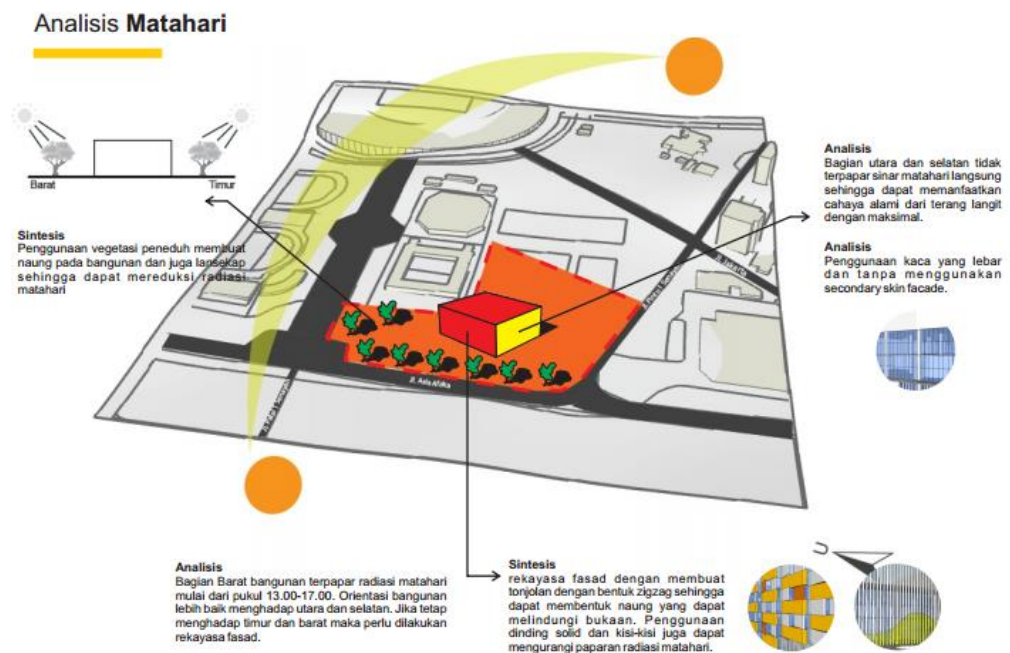 Analisis Matahari
Barat
Timur
Sintesis
Penggunaan vegetasi peneduh membuat
naung pada bangunan dan juga lansekap
sehingga dapat mereduksi radiasi
matahari
Analisis
Bagian utara dan selatan tidak
terpapar sinar matahari langsung
sehingga dapat memanfaatkan
cahaya alami dari terang langit
dengan maksimal.
Analisis
Penggunaan kaca yang lebar
dan tanpa menggunakan
secondary skin facade.
Jl. Asia Afrika
Analisis
Bagian Barat bangunan terpapar radiasi matahari
mulai dari pukul 13.00-17.00. Orientasi bangunan
lebih baik menghadap utara dan selatan. Jika tetap
menghadap timur dan barat maka perlu dilakukan
rekayasa fasad.
Sintesis
rekayasa fasad dengan membuat
tonjolan dengan bentuk zigzag sehingga
dapat membentuk naung yang dapat
melindungi bukaan. Penggunaan
dinding solid dan kisi-kisi juga dapat
mengurangi paparan radiasi matahari.
U